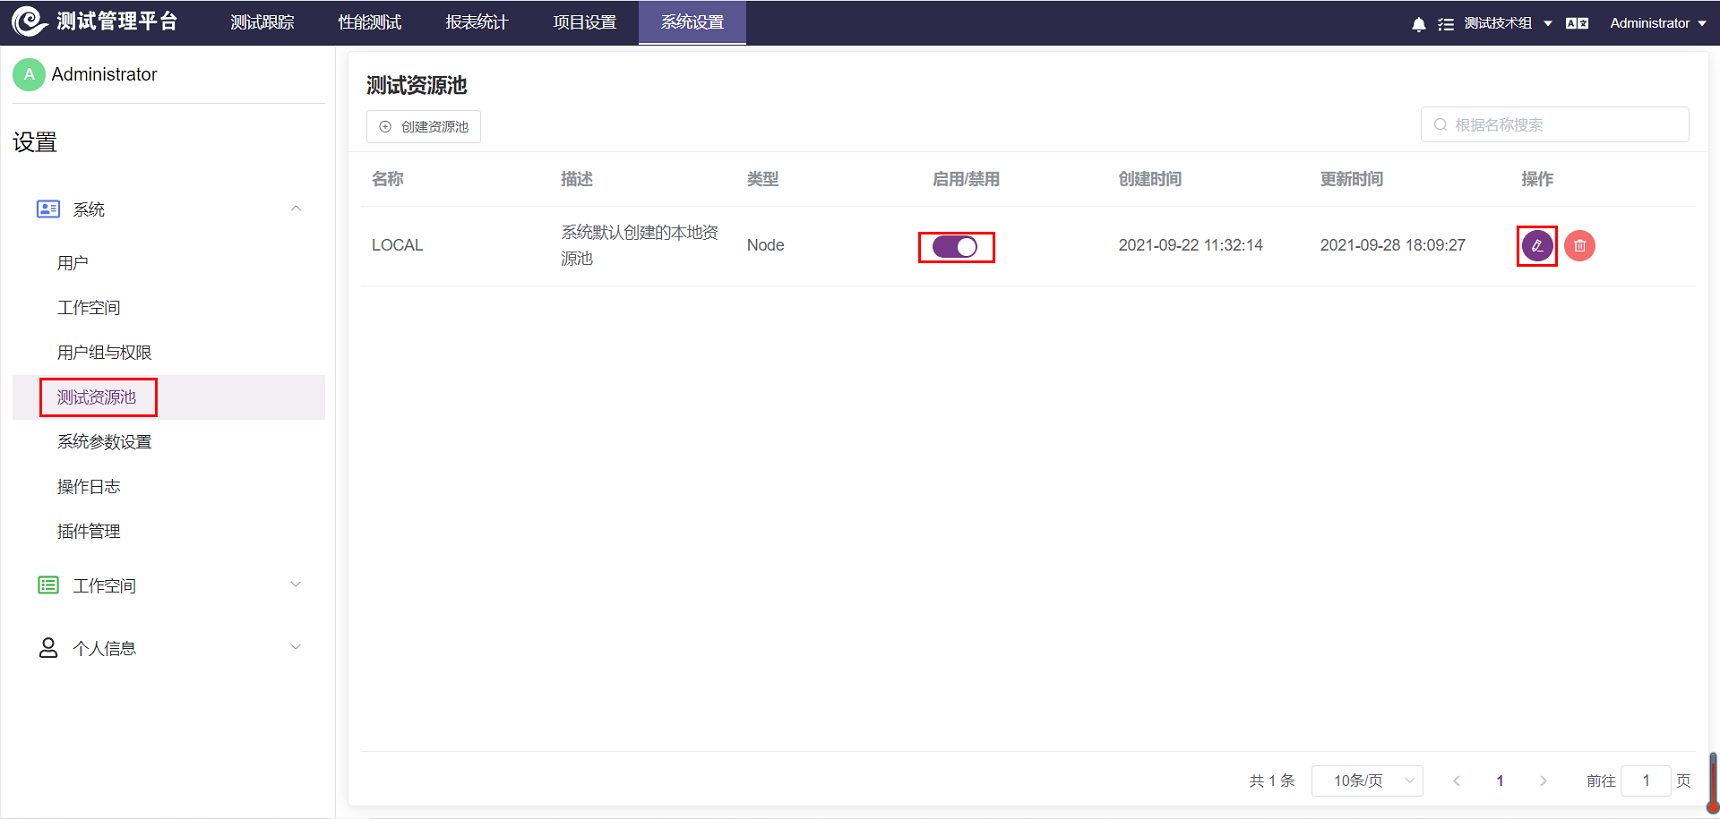 测试管理平台
测试跟踪
性能测试
报表统计
项目设置
系统设置
测试技术组
Administrator
A Administrator
设置
系统
用户
工作空间
用户组与权限
测试资源池
系统参数设置
操作日志
插件管理
工作空间
个人信息
测试资源池
创建资源池
根据名称搜索
名称 描述 类型 启用/禁用 创建时间 更新时间 操作
LOCAL
系统默认创建的本地资
源池
Node
2021-09-22 11:32:14
2021-09-28 18:09:27
共 1 条
10条/页
1
前往 1 页